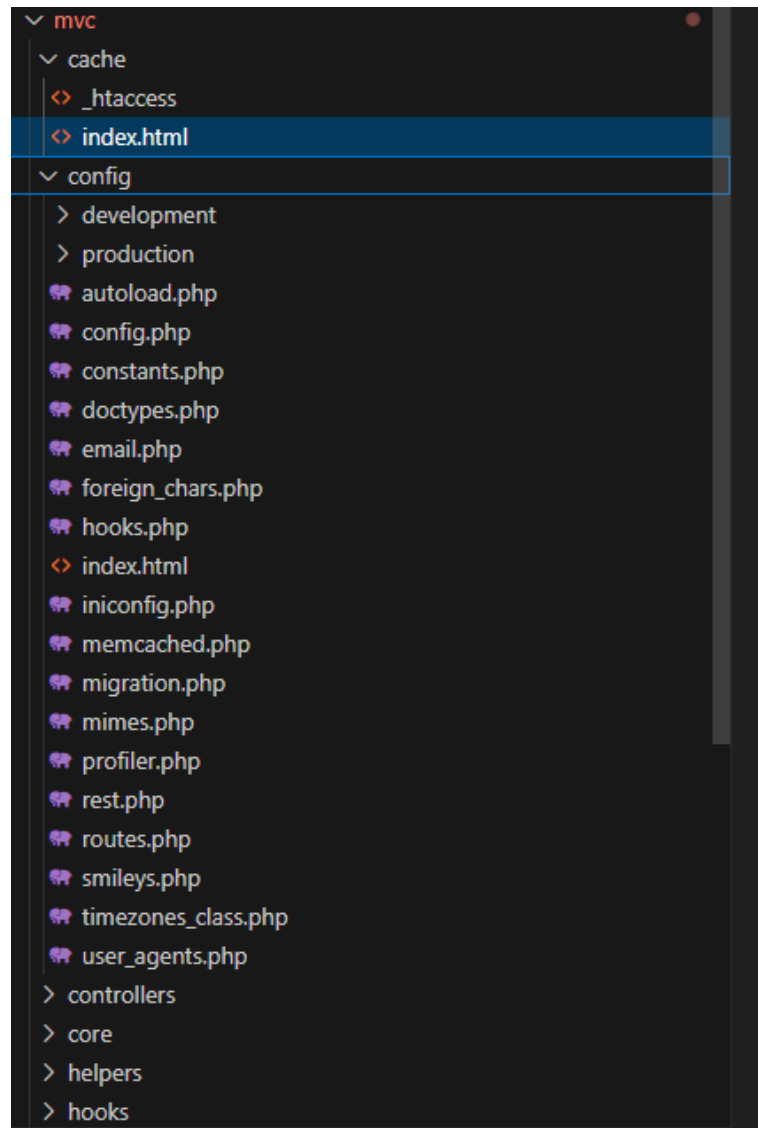 mvc
cache
_htaccess
index.html
config
development
production
autoload.php
config.php
constants.php
doctypes.php
email.php
foreign_chars.php
hooks.php
index.html
iniconfig.php
memcached.php
migration.php
mimes.php
profiler.php
rest.php
routes.php
smileys.php
timezones_class.php
user_agents.php
controllers
core
helpers
hooks